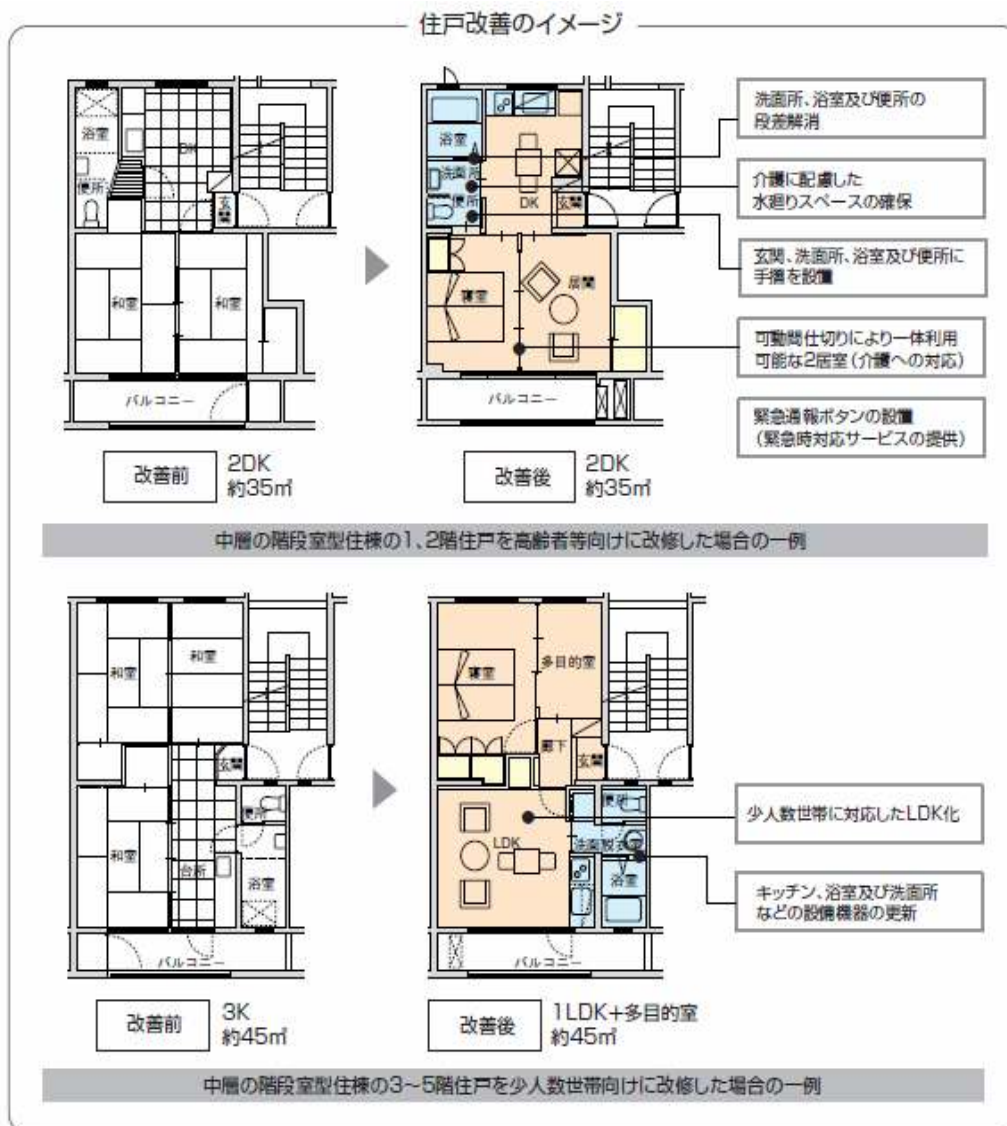 住戸改善のイメージ
浴室
便所
DK
玄関
和室
和室
バルコニー
浴室
洗面所
便所
DK
玄関
寝室
居間
バルコニー
洗面所、浴室及び便所の
段差解消
介護に配慮した
水廻りスペースの確保
玄関、洗面所、浴室及び便所に
手摺を設置
可動間仕切りにより一体利用
可能な2居室(介護への対応)
緊急通報ボタンの設置
(緊急時対応サービスの提供)
改善前
2DK
約35㎡
改善後
2DK
約35㎡
中層の階段室型住棟の1、2階住戸を高齢者等向けに改修した場合の一例
和室
和室
玄関
便所
和室
台所
浴室
バルコニー
寝室
多目的室
廊下
玄関
便所
LDK
洗面脱衣室
浴室
バルコニー
少人数世帯に対応したLDK化
キッチン、浴室及び洗面所
などの設備機器の更新
改善前
3K
約45㎡
改善後
1LDK+多目的室
約45㎡
中層の階段室型住棟の3~5階住戸を少人数世帯向けに改修した場合の一例